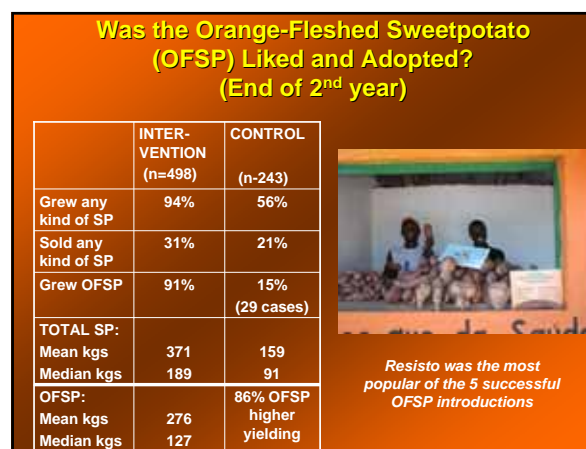 Was the Orange-Fleshed Sweetpotato
(OFSP) Liked and Adopted?
(End of 2nd year)
INTER-
VENTION
(n=498)
CONTROL
(n-243)
Grew any
kind of SP
94%
56%
Sold any
kind of SP
31%
21%
Grew OFSP
91%
15%
(29 cases)
TOTAL SP:
Mean kgs
371
159
Median kgs
189
91
OFSP:
Mean kgs
276
Median kgs
127
86% OFSP
higher
yielding
que da Saude
Resisto was the most
popular of the 5 successful
OFSP introductions